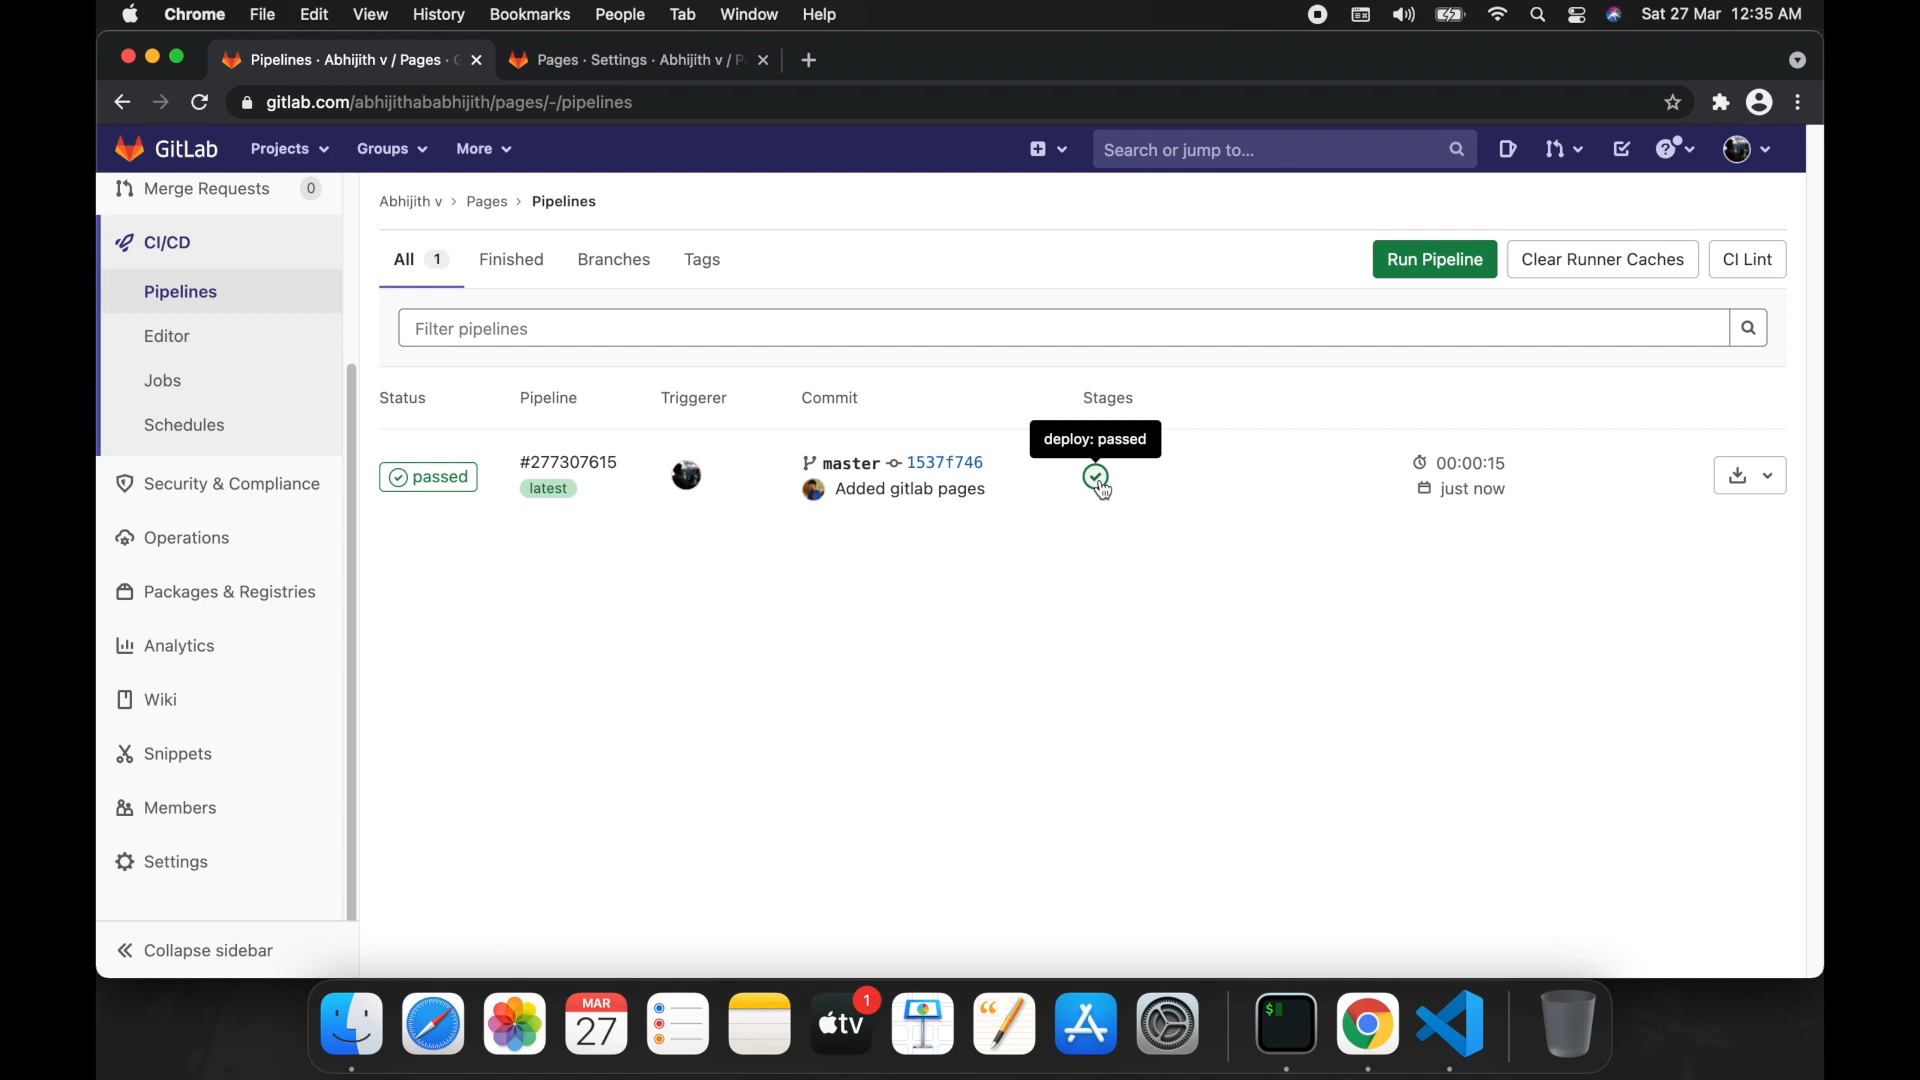 Chrome File Edit View History Bookmarks People Tab Window Help Sat 27 Mar 12:35 AM
Pipelines · Abhijith v / Pages · Pages · Settings · Abhijith v /
gitlab.com/abhijithababhijith/pages/-/pipelines
GitLab Projects Groups More Search or jump to...
Merge Requests 0
Abhijith v > Pages > Pipelines
CI/CD
All 1 Finished Branches Tags Run Pipeline Clear Runner Caches CI Lint
Pipelines
Filter pipelines
Editor
Jobs
Status Pipeline Triggerer Commit Stages
Schedules
deploy: passed
passed #277307615 master 1537f746 00:00:15
latest Added gitlab pages just now
Security & Compliance
Operations
Packages & Registries
Analytics
Wiki
Snippets
Members
Settings
Collapse sidebar
MAR
27
tv
1
$